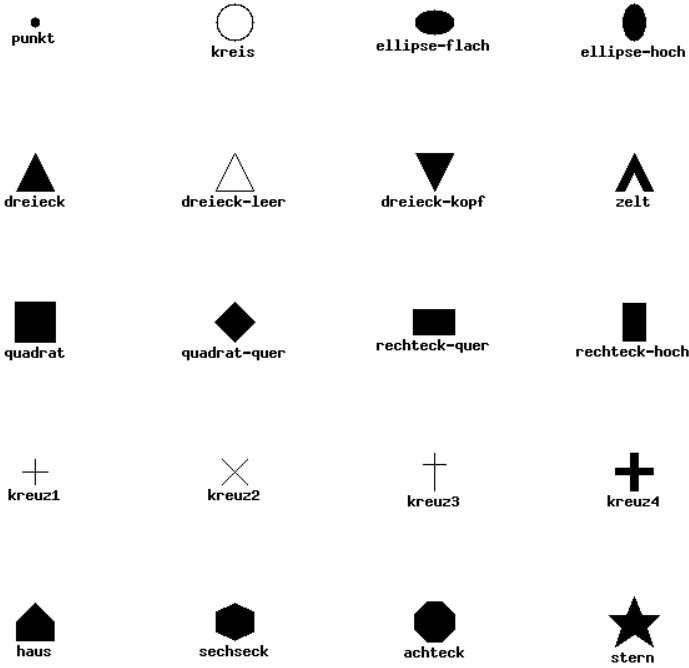 punkt kreis ellipse-flach ellipse-hoch
dreieck dreieck-leer dreieck-kopf zelt
quadrat quadrat-quer rechteck-quer rechteck-hoch
kreuz1 kreuz2 kreuz3 kreuz4
haus sechseck achteck stern